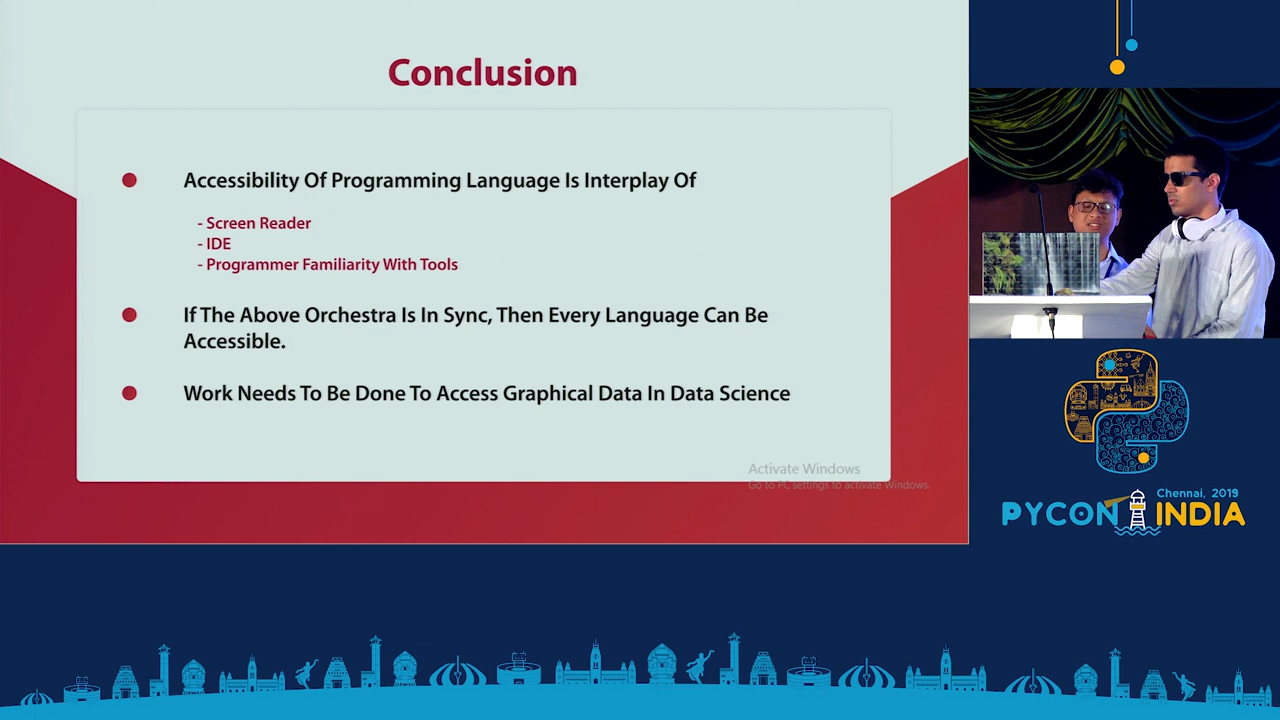 Conclusion
Accessibility Of Programming Language Is Interplay Of
- Screen Reader
- IDE
- Programmer Familiarity With Tools
If The Above Orchestra Is In Sync, Then Every Language Can Be
Accessible.
Work Needs To Be Done To Access Graphical Data In Data Science
Activate Windows
Go to PC settings to activate Windows.
Chennai, 2019
PYCON INDIA